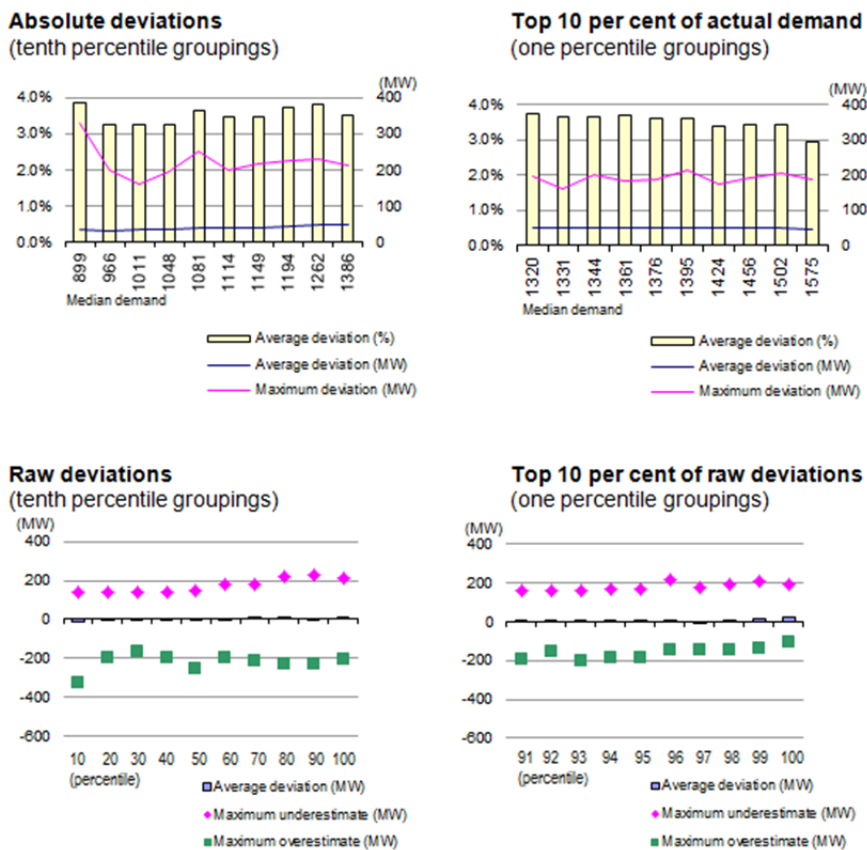 Absolute deviations
(tenth percentile groupings)
(MW)
4.0%
3.0%
2.0%
1.0%
0.0%
400
300
200
100
0
899
966
1011
1048
1081
1114
1149
1194
1262
1386
Median demand
Average deviation (%)
Average deviation (MW)
Maximum deviation (MW)
Top 10 per cent of actual demand
(one percentile groupings)
(MW)
4.0%
3.0%
2.0%
1.0%
0.0%
400
300
200
100
0
1320
1331
1344
1361
1376
1395
1424
1456
1502
1575
Median demand
Average deviation (%)
Average deviation (MW)
Maximum deviation (MW)
Raw deviations
(tenth percentile groupings)
(MW)
400
200
0
-200
-400
-600
10 20 30 40 50 60 70 80 90 100
(percentile)
Average deviation (MW)
Maximum underestimate (MW)
Maximum overestimate (MW)
Top 10 per cent of raw deviations
(one percentile groupings)
(MW)
400
200
0
-200
-400
-600
91 92 93 94 95 96 97 98 99 100
(percentile)
Average deviation (MW)
Maximum underestimate (MW)
Maximum overestimate (MW)